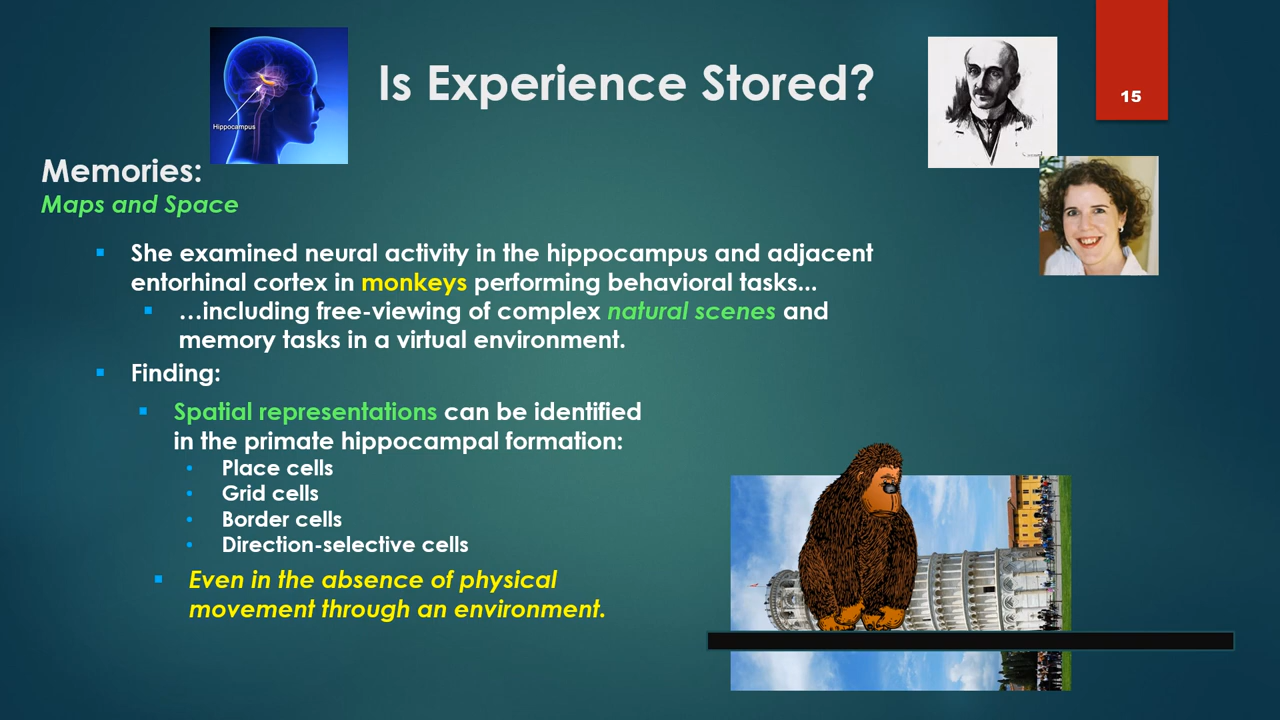 Is Experience Stored?
15
Hippocampus
Memories:
Maps and Space
She examined neural activity in the hippocampus and adjacent
entorhinal cortex in monkeys performing behavioral tasks...
…including free-viewing of complex natural scenes and
memory tasks in a virtual environment.
Finding:
Spatial representations can be identified
in the primate hippocampal formation:
Place cells
Grid cells
Border cells
Direction-selective cells
Even in the absence of physical
movement through an environment.